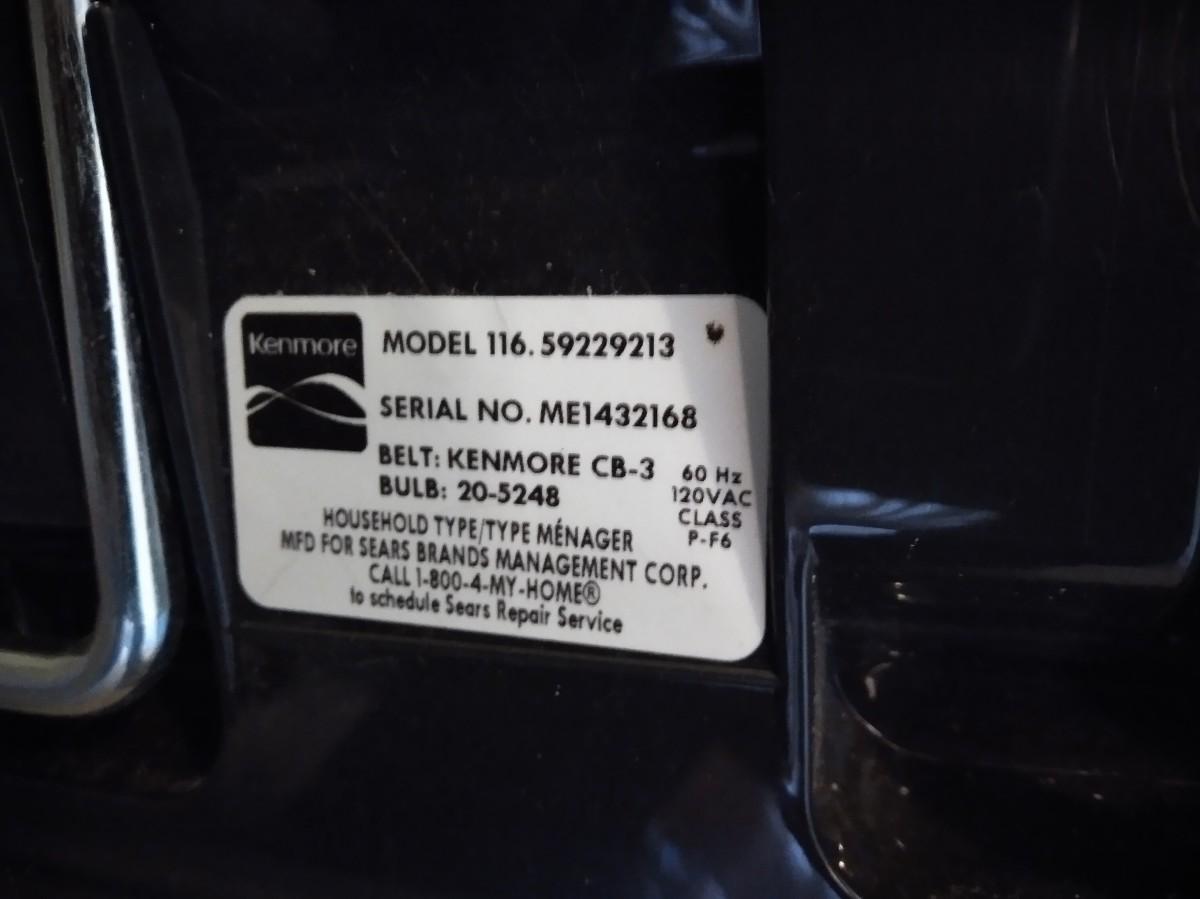 Kenmore
MODEL 116.59229213
SERIAL NO. ME1432168
BELT: KENMORE CB-3
BULB: 20-5248
60 Hz
120VAC
CLASS
P-F6
HOUSEHOLD TYPE/TYPE MÉNAGER
MFD FOR SEARS BRANDS MANAGEMENT CORP.
CALL 1-800-4-MY-HOME®
to schedule Sears Repair Service